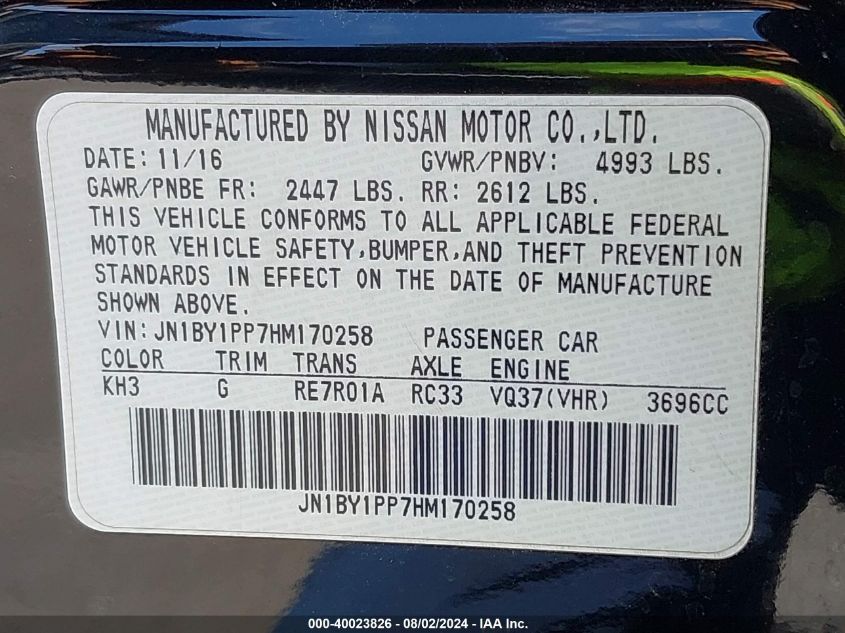 MANUFACTURED BY NISSAN MOTOR CO.,LTD.
DATE: 11/16 GVWR/PNBV: 4993 LBS.
GAWR/PNBE FR: 2447 LBS. RR: 2612 LBS.
THIS VEHICLE CONFORMS TO ALL APPLICABLE FEDERAL
MOTOR VEHICLE SAFETY,BUMPER,AND THEFT PREVENTION
STANDARDS IN EFFECT ON THE DATE OF MANUFACTURE
SHOWN ABOVE.
VIN:JN1BY1PP7HM170258 PASSENGER CAR
COLOR TRIM TRANS AXLE ENGINE
KH3 G RE7R01A RC33 VQ37(VHR) 3696CC
JN1BY1PP7HM170258
000-40023826 - 08/02/2024 - IAA Inc.